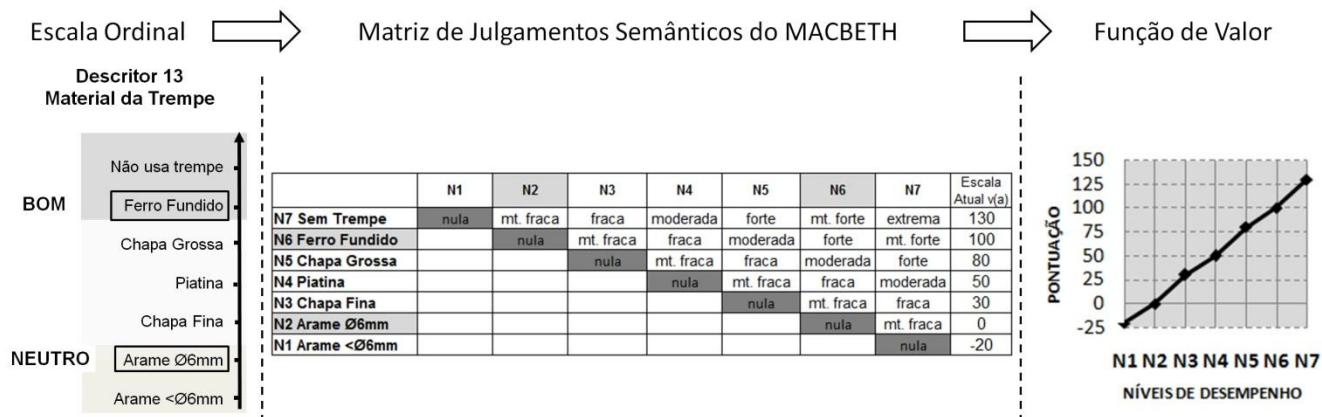 Escala Ordinal
Matriz de Julgamentos Semânticos do MACBETH
Função de Valor
Descritor 13
Material da Trempe
Não usa trempe
BOM
Ferro Fundido
Chapa Grossa
Piatina
Chapa Fina
NEUTRO
Arame Ø6mm
Arame <Ø6mm
N1 N2 N3 N4 N5 N6 N7 Escala Atual v(a)
N7 Sem Trempe nula mt. fraca fraca moderada forte mt. forte extrema 130
N6 Ferro Fundido nula mt. fraca fraca moderada forte mt. forte 100
N5 Chapa Grossa nula mt. fraca fraca moderada forte 80
N4 Piatina nula mt. fraca fraca moderada 50
N3 Chapa Fina nula mt. fraca fraca 30
N2 Arame Ø6mm nula mt. fraca 0
N1 Arame <Ø6mm nula -20
PONTUAÇÃO
150
125
100
75
50
25
0
-25
N1 N2 N3 N4 N5 N6 N7
NÍVEIS DE DESEMPENHO